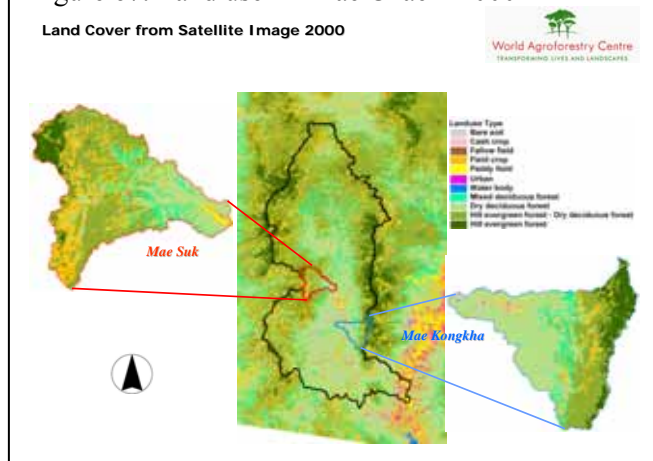 Land Cover from Satellite Image 2000
World Agroforestry Centre
TRANSFORMING LIVES AND LANDSCAPES
Landuse Type
Bare soil
Cash crop
Fallow field
Field crop
Paddy field
Urban
Water body
Mixed deciduous forest
Dry deciduous forest
Hill evergreen forest - Dry deciduous forest
Hill evergreen forest
Mae Suk
Mae Kongkha